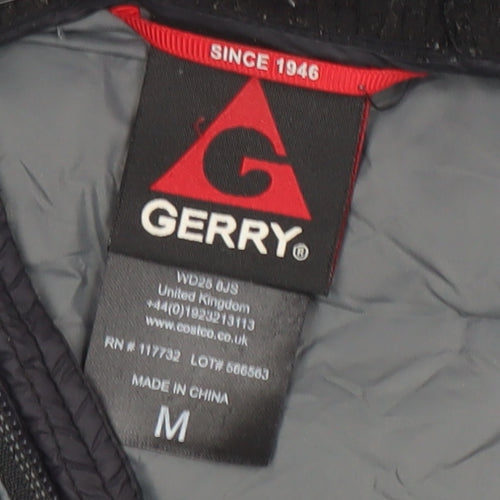 SINCE 1946
G
GERRY®
WD25 8JS
United Kingdom
+44(0)1923213113
www.costco.co.uk
RN # 117732 LOT# 566563
MADE IN CHINA
M